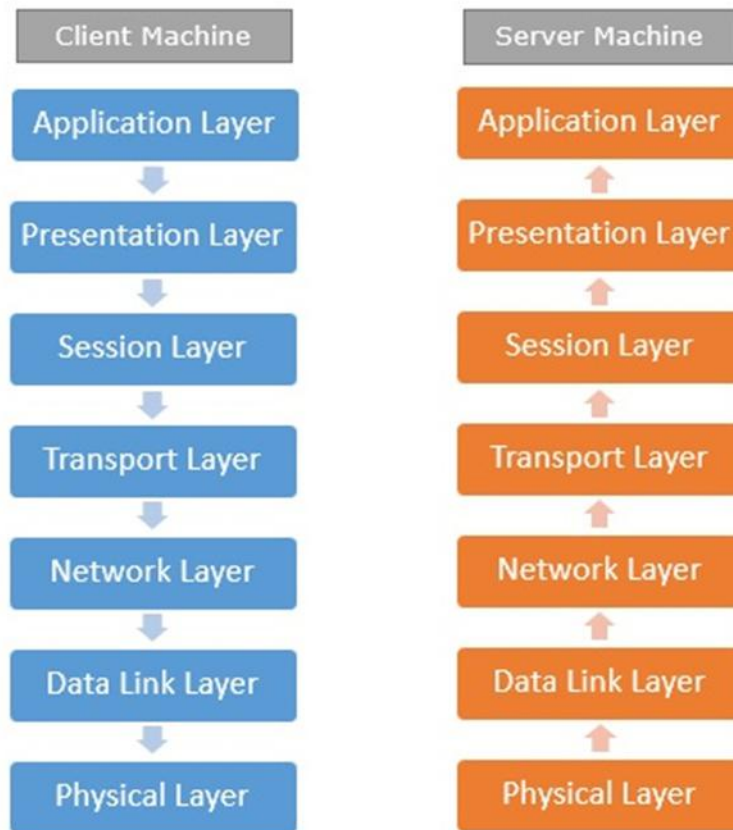 Client Machine
Application Layer
Presentation Layer
Session Layer
Transport Layer
Network Layer
Data Link Layer
Physical Layer
Server Machine
Application Layer
Presentation Layer
Session Layer
Transport Layer
Network Layer
Data Link Layer
Physical Layer